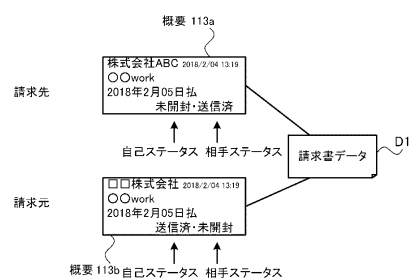 概要 113a
株式会社ABC 2018/2/04 13:19
○○work
2018年2月05日払
未開封・送信済
請求先
自己ステータス 相手ステータス
請求書データ
D1
□□株式会社 2018/2/04 13:19
○○work
2018年2月05日払
送信済・未開封
請求元
概要 113b
自己ステータス 相手ステータス